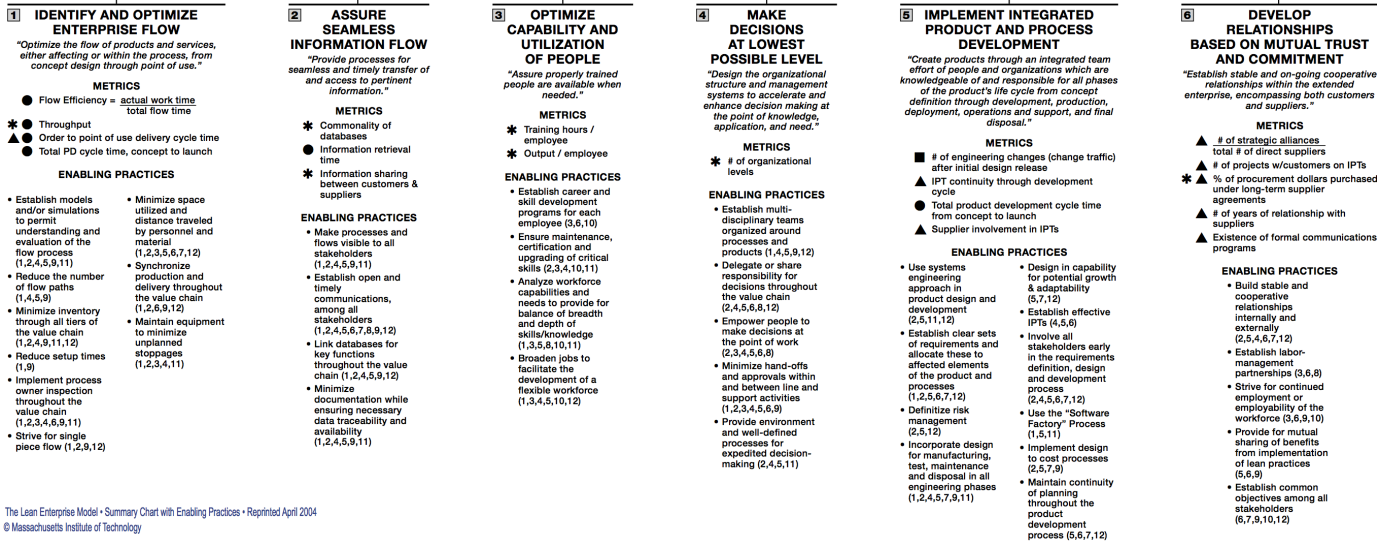 1 IDENTIFY AND OPTIMIZE
ENTERPRISE FLOW
“Optimize the flow of products and services,
either affecting or within the process, from
concept design through point of use.”
METRICS
Flow Efficiency = actual work time
total flow time
Throughput
Order to point of use delivery cycle time
Total PD cycle time, concept to launch
ENABLING PRACTICES
• Establish models
and/or simulations
to permit
understanding and
evaluation of the
flow process
(1,2,4,5,9,11)
• Reduce the number
of flow paths
(1,4,5,9)
• Minimize inventory
through all tiers of
the value chain
(1,2,4,9,11,12)
• Reduce setup times
(1,9)
• Implement process
owner inspection
throughout the
value chain
(1,2,3,4,6,9,11)
• Strive for single
piece flow (1,2,9,12)
• Minimize space
utilized and
distance traveled
by personnel and
material
(1,2,3,5,6,7,12)
• Synchronize
production and
delivery throughout
the value chain
(1,2,6,9,12)
• Maintain equipment
to minimize
unplanned
stoppages
(1,2,3,4,11)
2 ASSURE
SEAMLESS
INFORMATION FLOW
“Provide processes for
seamless and timely transfer of
and access to pertinent
information.”
METRICS
Commonality of
databases
Information retrieval
time
Information sharing
between customers &
suppliers
ENABLING PRACTICES
• Make processes and
flows visible to all
stakeholders
(1,2,4,5,9,11)
• Establish open and
timely
communications,
among all
stakeholders
(1,2,4,5,6,7,8,9,12)
• Link databases for
key functions
throughout the value
chain (1,2,4,5,9,12)
• Minimize
documentation while
ensuring necessary
data traceability and
availability
(1,2,4,5,9,11)
3 OPTIMIZE
CAPABILITY AND
UTILIZATION
OF PEOPLE
“Assure properly trained
people are available when
needed.”
METRICS
Training hours /
employee
Output / employee
ENABLING PRACTICES
• Establish career and
skill development
programs for each
employee (3,6,10)
• Ensure maintenance,
certification and
upgrading of critical
skills (2,3,4,10,11)
• Analyze workforce
capabilities and
needs to provide for
balance of breadth
and depth of
skills/knowledge
(1,3,5,8,10,11)
• Broaden jobs to
facilitate the
development of a
flexible workforce
(1,3,4,5,10,12)
4 MAKE
DECISIONS
AT LOWEST
POSSIBLE LEVEL
“Design the organizational
structure and management
systems to accelerate and
enhance decision making at
the point of knowledge,
application, and need.”
METRICS
# of organizational
levels
ENABLING PRACTICES
• Establish multi-
disciplinary teams
organized around
processes and
products (1,4,5,9,12)
• Delegate or share
responsibility for
decisions throughout
the value chain
(2,4,5,6,8,12)
• Empower people to
make decisions at
the point of work
(2,3,4,5,6,8)
• Minimize hand-offs
and approvals within
and between line and
support activities
(1,2,3,4,5,6,9)
• Provide environment
and well-defined
processes for
expedited decision-
making (2,4,5,11)
5 IMPLEMENT INTEGRATED
PRODUCT AND PROCESS
DEVELOPMENT
“Create products through an integrated team
effort of people and organizations which are
knowledgeable of and responsible for all phases
of the product’s life cycle from concept
definition through development, production,
deployment, operations and support, and final
disposal.”
METRICS
# of engineering changes (change traffic)
after initial design release
IPT continuity through development
cycle
Total product development cycle time
from concept to launch
Supplier involvement in IPTs
ENABLING PRACTICES
• Use systems
engineering
approach in
product design and
development
(2,5,11,12)
• Establish clear sets
of requirements and
allocate these to
affected elements
of the product and
processes
(1,2,5,6,7,12)
• Definitize risk
management
(2,5,12)
• Incorporate design
for manufacturing,
test, maintenance
and disposal in all
engineering phases
(1,2,4,5,7,9,11)
• Design in capability
for potential growth
& adaptability
(5,7,12)
• Establish effective
IPTs (4,5,6)
• Involve all
stakeholders early
in the requirements
definition, design
and development
process
(2,4,5,6,7,12)
• Use the “Software
Factory” Process
(1,5,11)
• Implement design
to cost processes
(2,5,7,9)
• Maintain continuity
of planning
throughout the
product
development
process (5,6,7,12)
6 DEVELOP
RELATIONSHIPS
BASED ON MUTUAL TRUST
AND COMMITMENT
“Establish stable and on-going cooperative
relationships within the extended
enterprise, encompassing both customers
and suppliers.”
METRICS
# of strategic alliances
total # of direct suppliers
# of projects w/customers on IPTs
% of procurement dollars purchased
under long-term supplier
agreements
# of years of relationship with
suppliers
Existence of formal communications
programs
ENABLING PRACTICES
• Build stable and
cooperative
relationships
internally and
externally
(2,5,4,6,7,12)
• Establish labor-
management
partnerships (3,6,8)
• Strive for continued
employment or
employability of the
workforce (3,6,9,10)
• Provide for mutual
sharing of benefits
from implementation
of lean practices
(5,6,9)
• Establish common
objectives among all
stakeholders
(6,7,9,10,12)
The Lean Enterprise Model • Summary Chart with Enabling Practices • Reprinted April 2004
© Massachusetts Institute of Technology